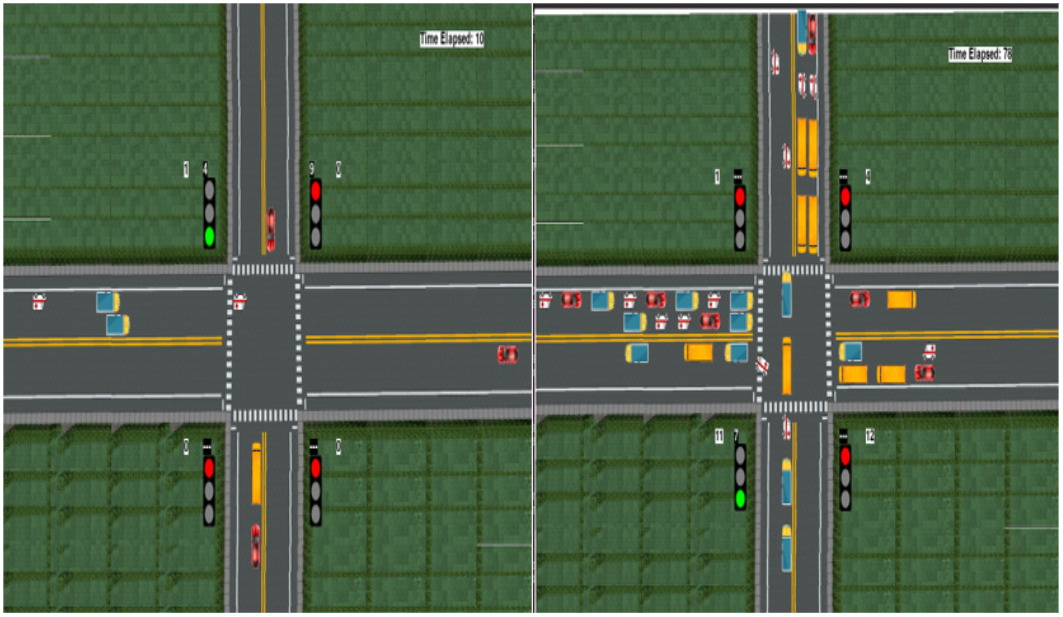 Time Elapsed: 10
Time Elapsed: 78
1 4 9 0
1 --- --- 4
0 --- --- 0
11 7 --- 12